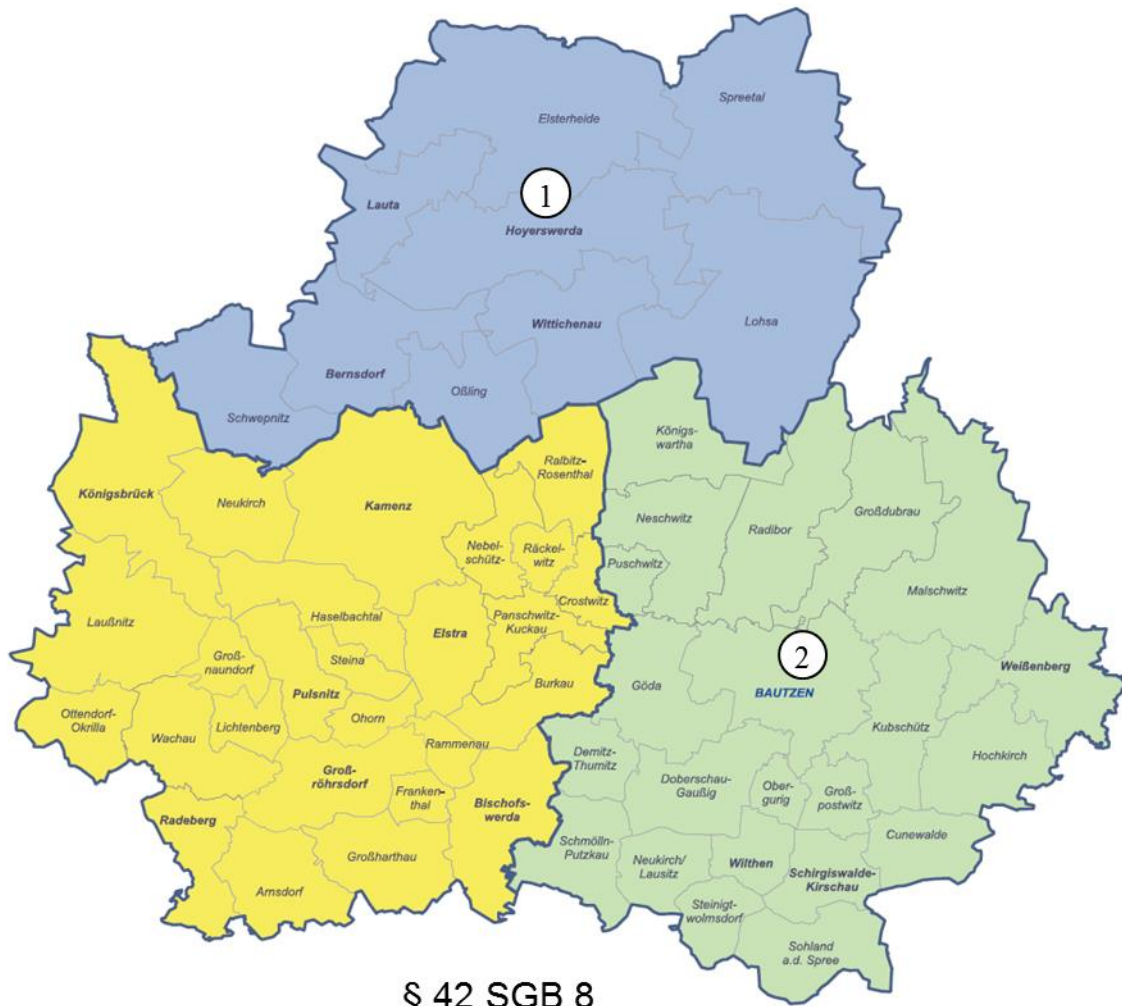 Spreetal
Elsterheide
1
Lauta
Hoyerswerda
Wittichenau
Lohsa
Bernsdorf
Oßling
Schwepnitz
Königs-
wartha
Ralbitz-
Rosenthal
Königsbrück
Neukirch
Kamenz
Großdubrau
Neschwitz
Radibor
Nebel-
schütz
Räckel-
witz
Puschwitz
Malschwitz
Crostwitz
Haselbachtal
Panschwitz-
Kuckau
Laußnitz
Elstra
Groß-
naundorf
Steina
2
Weißenberg
Pulsnitz
Burkau
Göda
BAUTZEN
Ottendorf-
Okrilla
Lichtenberg
Ohorn
Kubschütz
Wachau
Rammenau
Demitz-
Thumitz
Hochkirch
Groß-
röhrsdorf
Doberschau-
Gaußig
Ober-
gurig
Groß-
postwitz
Franken-
thal
Bischofs-
werda
Radeberg
Cunewalde
Schmölln-
Putzkau
Großharthau
Neukirch/
Lausitz
Wilthen
Schirgiswalde-
Kirschau
Arnsdorf
Steinigt-
wolmsdorf
Sohland
a.d. Spree
§ 42 SGB 8